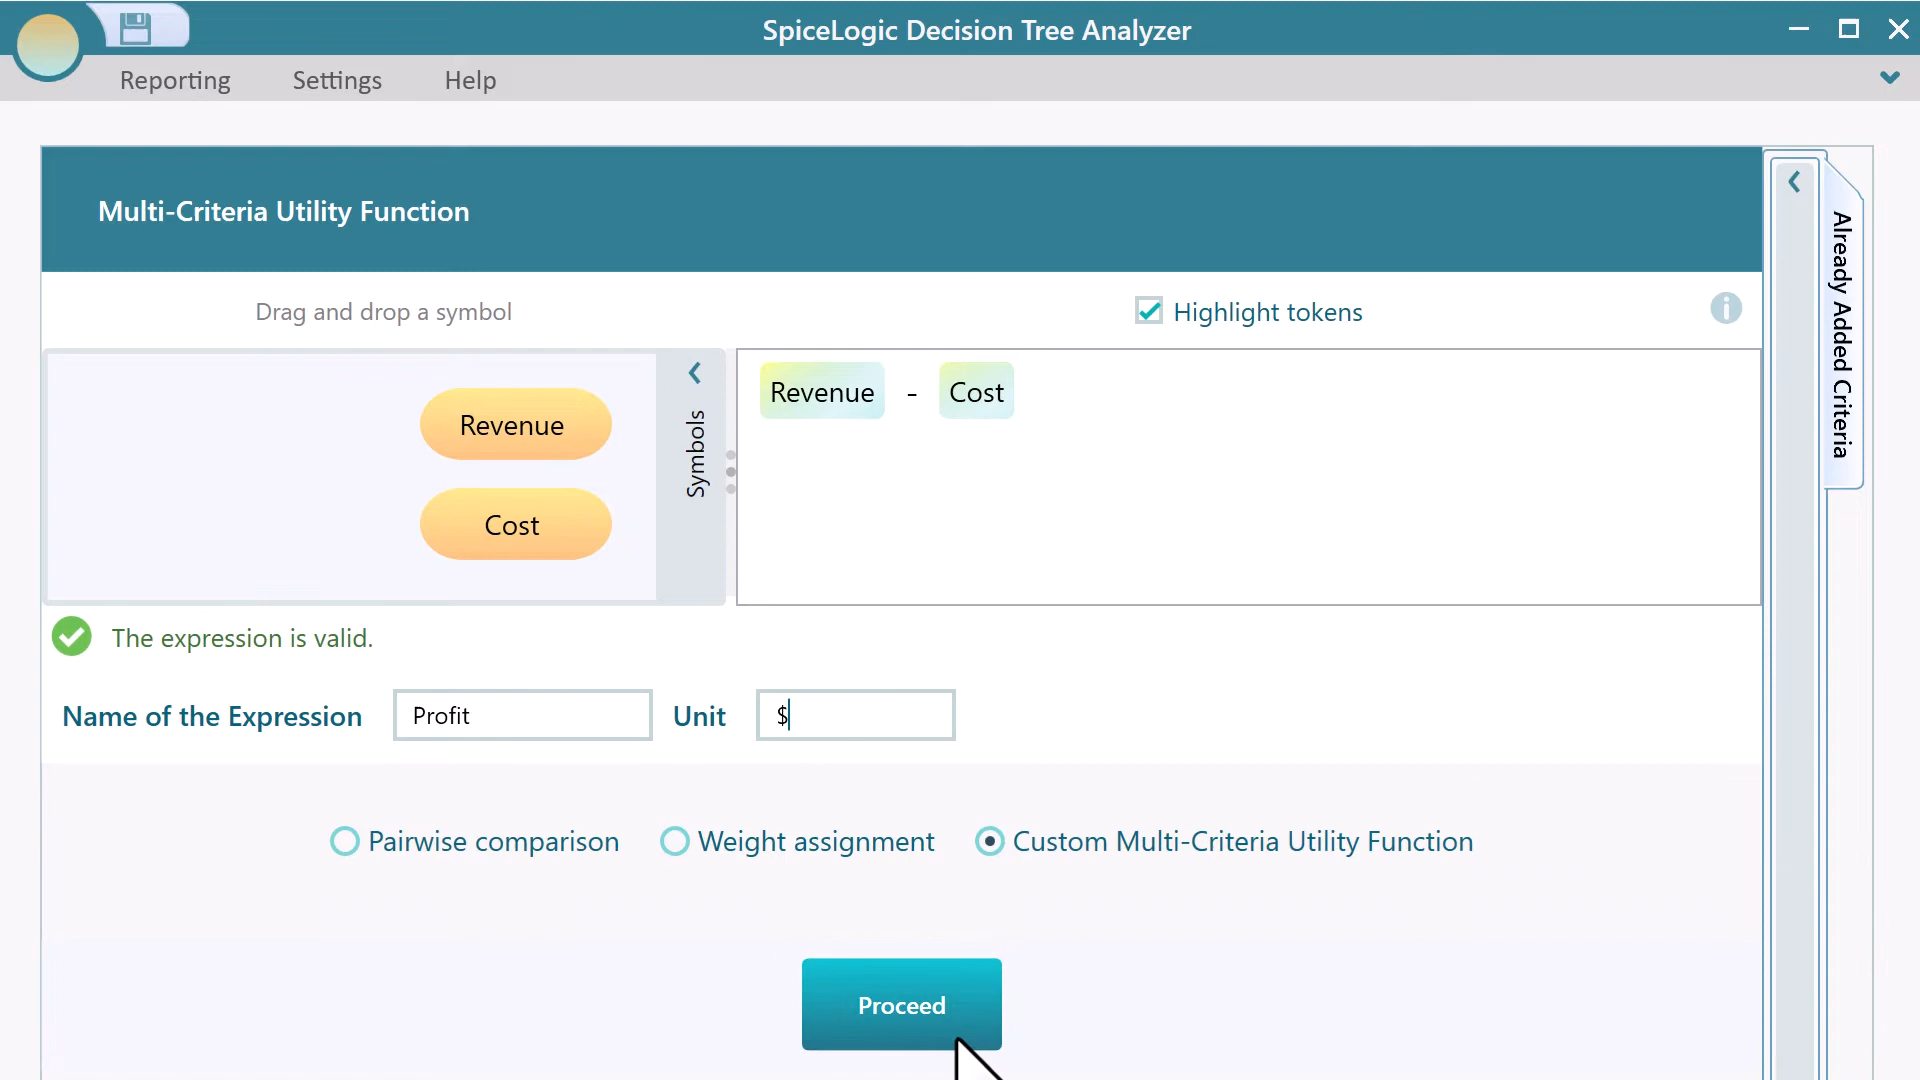 SpiceLogic Decision Tree Analyzer
Reporting Settings Help
Multi-Criteria Utility Function
Already Added Criteria
Drag and drop a symbol
Highlight tokens
Revenue
Cost
Symbols
Revenue - Cost
The expression is valid.
Name of the Expression Profit Unit $
Pairwise comparison Weight assignment Custom Multi-Criteria Utility Function
Proceed